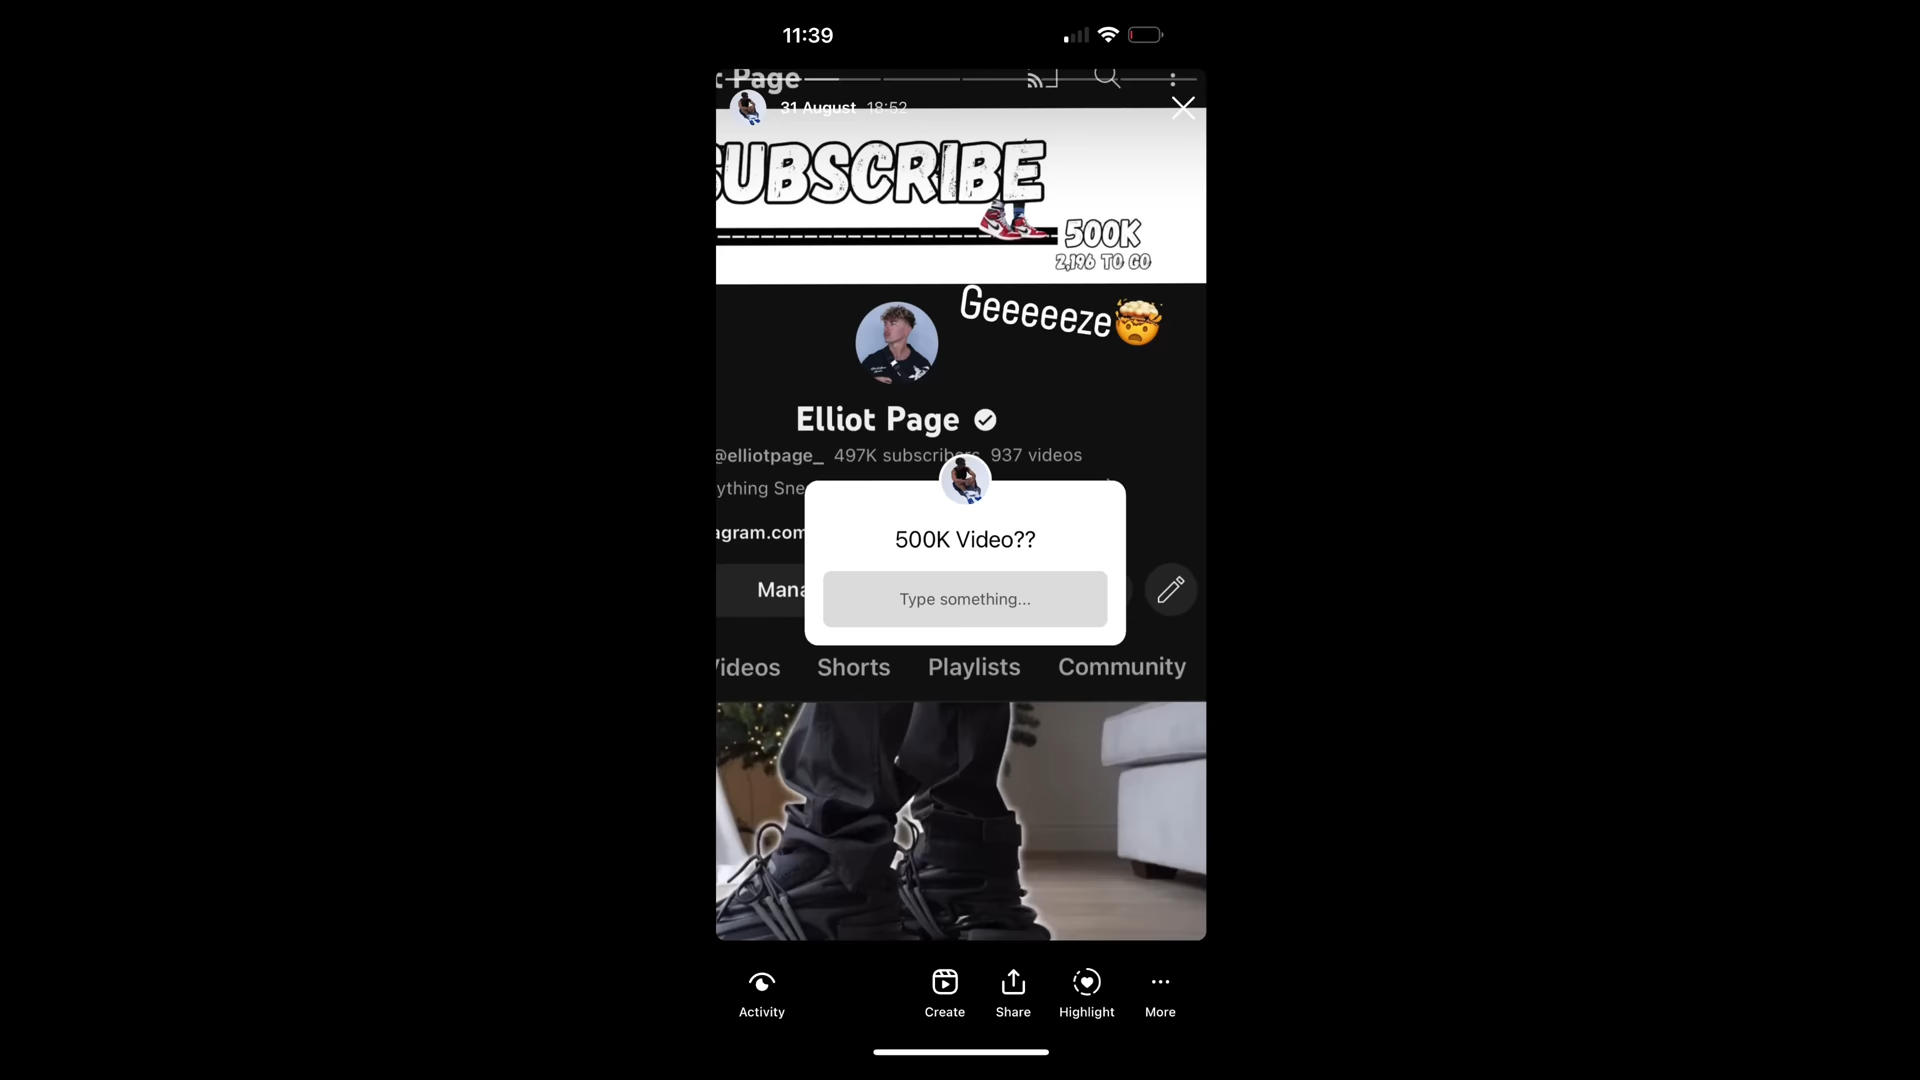 11:39
t Page
31 August 18:52
SUBSCRIBE
500K
2,196 TO GO
Geeeeeze🤯
Elliot Page
@elliotpage_ 497K subscribers 937 videos
ything Sne
agram.com
500K Video??
Type something...
Mana
Videos Shorts Playlists Community
Activity Create Share Highlight More